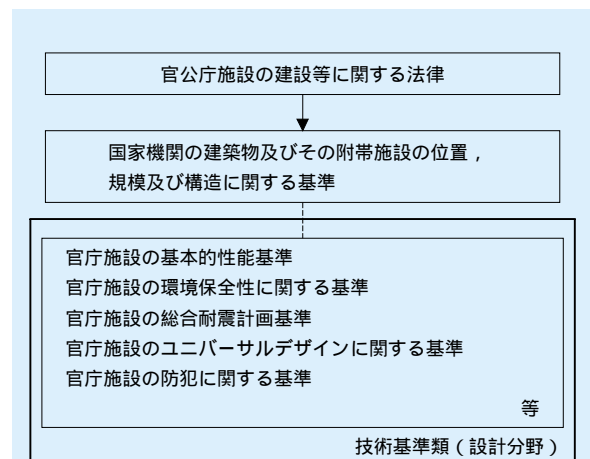 官公庁施設の建設等に関する法律
国家機関の建築物及びその附帯施設の位置，
規模及び構造に関する基準
官庁施設の基本的性能基準
官庁施設の環境保全性に関する基準
官庁施設の総合耐震計画基準
官庁施設のユニバーサルデザインに関する基準
官庁施設の防犯に関する基準
等
技術基準類（設計分野）